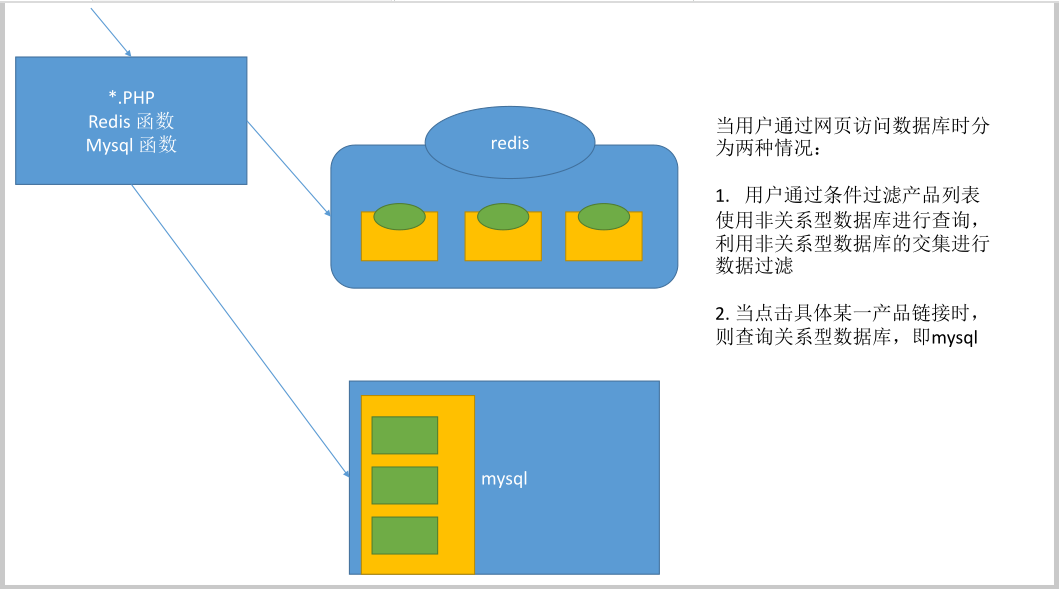 *.PHP
Redis 函数
Mysql 函数
redis
mysql
当用户通过网页访问数据库时分
为两种情况：
1. 用户通过条件过滤产品列表
使用非关系型数据库进行查询，
利用非关系型数据库的交集进行
数据过滤
2. 当点击具体某一产品链接时，
则查询关系型数据库，即mysql